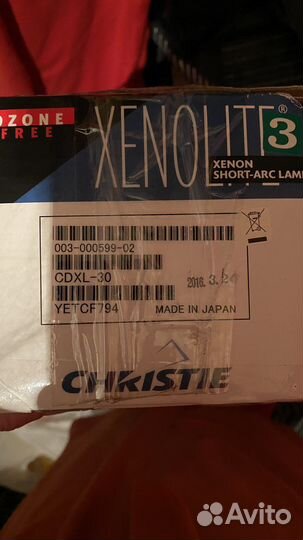 OZONE
FREE
XENOLITE®
3
XENON
SHORT-ARC LAMP
003-000599-02
CDXL-30
2016. 3.
YETCF794
MADE IN JAPAN
CHRISTIE
Avito